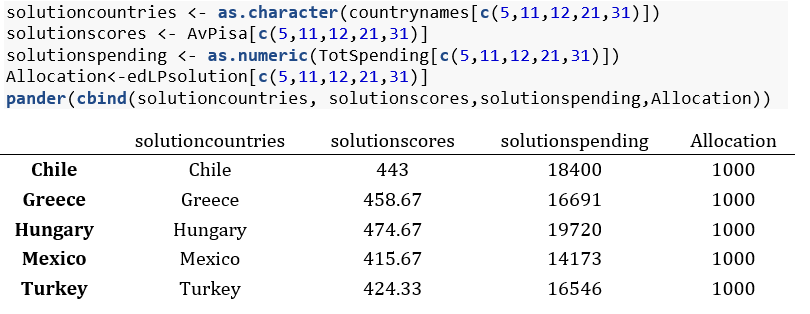 solutioncountries <- as.character(countrynames[c(5,11,12,21,31)])
solutionscores <- AvPisa[c(5,11,12,21,31)]
solutionspending <- as.numeric(TotSpending[c(5,11,12,21,31)])
Allocation<-edLPsolution[c(5,11,12,21,31)]
pander(cbind(solutioncountries, solutionscores,solutionspending,Allocation))
solutioncountries solutionscores solutionspending Allocation
Chile Chile 443 18400 1000
Greece Greece 458.67 16691 1000
Hungary Hungary 474.67 19720 1000
Mexico Mexico 415.67 14173 1000
Turkey Turkey 424.33 16546 1000